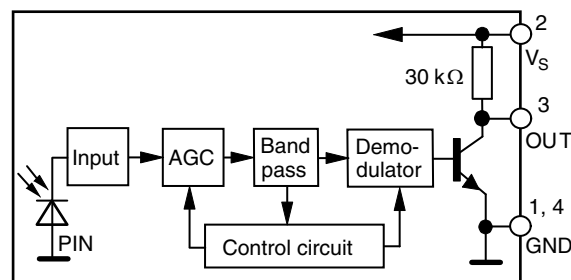 2
V_S
30 kΩ
3
OUT
Input
AGC
Band
pass
Demo-
dulator
1, 4
GND
PIN
Control circuit